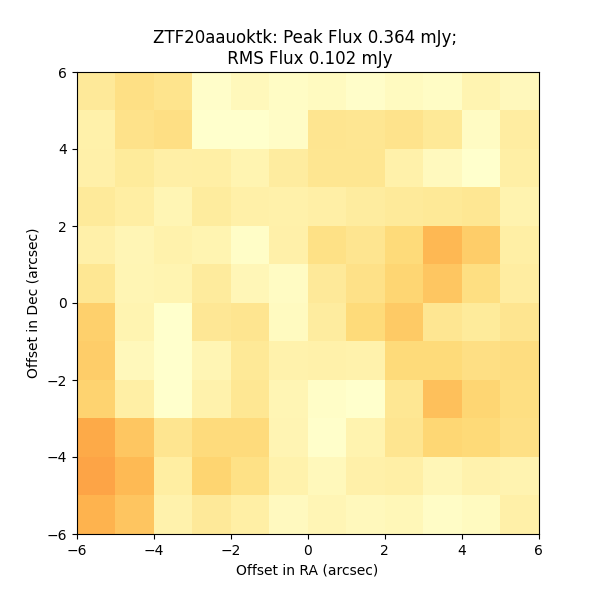 ZTF20aauoktk: Peak Flux 0.364 mJy;
RMS Flux 0.102 mJy
6
4
2
0
−2
−4
−6
Offset in Dec (arcsec)
−6 −4 −2 0 2 4 6
Offset in RA (arcsec)